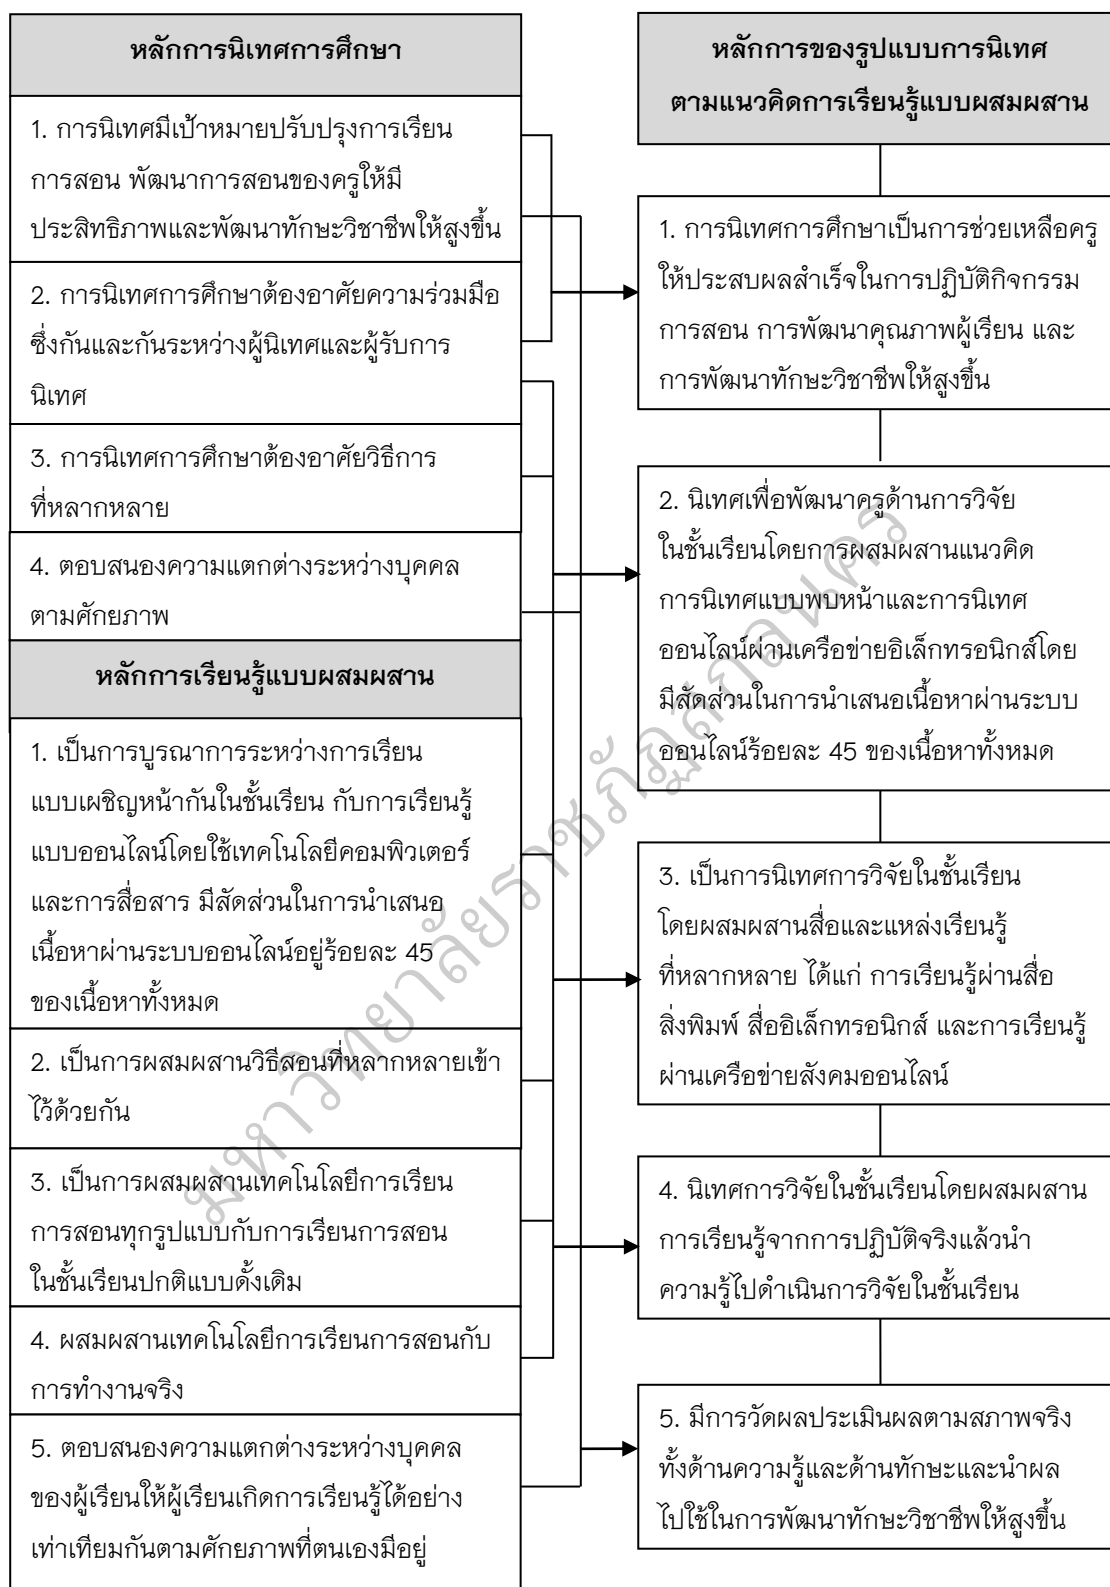 หลักการนิเทศการศึกษา
1. การนิเทศมีเป้าหมายปรับปรุงการเรียน
การสอน พัฒนาการสอนของครูให้มี
ประสิทธิภาพและพัฒนาทักษะวิชาชีพให้สูงขึ้น
2. การนิเทศการศึกษาต้องอาศัยความร่วมมือ
ซึ่งกันและกันระหว่างผู้นิเทศและผู้รับการ
นิเทศ
3. การนิเทศการศึกษาต้องอาศัยวิธีการ
ที่หลากหลาย
4. ตอบสนองความแตกต่างระหว่างบุคคล
ตามศักยภาพ
หลักการเรียนรู้แบบผสมผสาน
1. เป็นการบูรณาการระหว่างการเรียน
แบบเผชิญหน้ากันในชั้นเรียน กับการเรียนรู้
แบบออนไลน์โดยใช้เทคโนโลยีคอมพิวเตอร์
และการสื่อสาร มีสัดส่วนในการนำเสนอ
เนื้อหาผ่านระบบออนไลน์อยู่ร้อยละ 45
ของเนื้อหาทั้งหมด
2. เป็นการผสมผสานวิธีสอนที่หลากหลายเข้า
ไว้ด้วยกัน
3. เป็นการผสมผสานเทคโนโลยีการเรียน
การสอนทุกรูปแบบกับการเรียนการสอน
ในชั้นเรียนปกติแบบดั้งเดิม
4. ผสมผสานเทคโนโลยีการเรียนการสอนกับ
การทำงานจริง
5. ตอบสนองความแตกต่างระหว่างบุคคล
ของผู้เรียนให้ผู้เรียนเกิดการเรียนรู้ได้อย่าง
เท่าเทียมกันตามศักยภาพที่ตนเองมีอยู่
หลักการของรูปแบบการนิเทศ
ตามแนวคิดการเรียนรู้แบบผสมผสาน
1. การนิเทศการศึกษาเป็นการช่วยเหลือครู
ให้ประสบผลสำเร็จในการปฏิบัติกิจกรรม
การสอน การพัฒนาคุณภาพผู้เรียน และ
การพัฒนาทักษะวิชาชีพให้สูงขึ้น
2. นิเทศเพื่อพัฒนาครูด้านการวิจัย
ในชั้นเรียนโดยการผสมผสานแนวคิด
การนิเทศแบบพบหน้าและการนิเทศ
ออนไลน์ผ่านเครือข่ายอิเล็กทรอนิกส์โดย
มีสัดส่วนในการนำเสนอเนื้อหาผ่านระบบ
ออนไลน์ร้อยละ 45 ของเนื้อหาทั้งหมด
3. เป็นการนิเทศการวิจัยในชั้นเรียน
โดยผสมผสานสื่อและแหล่งเรียนรู้
ที่หลากหลาย ได้แก่ การเรียนรู้ผ่านสื่อ
สิ่งพิมพ์ สื่ออิเล็กทรอนิกส์ และการเรียนรู้
ผ่านเครือข่ายสังคมออนไลน์
4. นิเทศการวิจัยในชั้นเรียนโดยผสมผสาน
การเรียนรู้จากการปฏิบัติจริงแล้วนำ
ความรู้ไปดำเนินการวิจัยในชั้นเรียน
5. มีการวัดผลประเมินผลตามสภาพจริง
ทั้งด้านความรู้และด้านทักษะและนำผล
ไปใช้ในการพัฒนาทักษะวิชาชีพให้สูงขึ้น
มหาวิทยาลัยราชภัฏสกลนคร